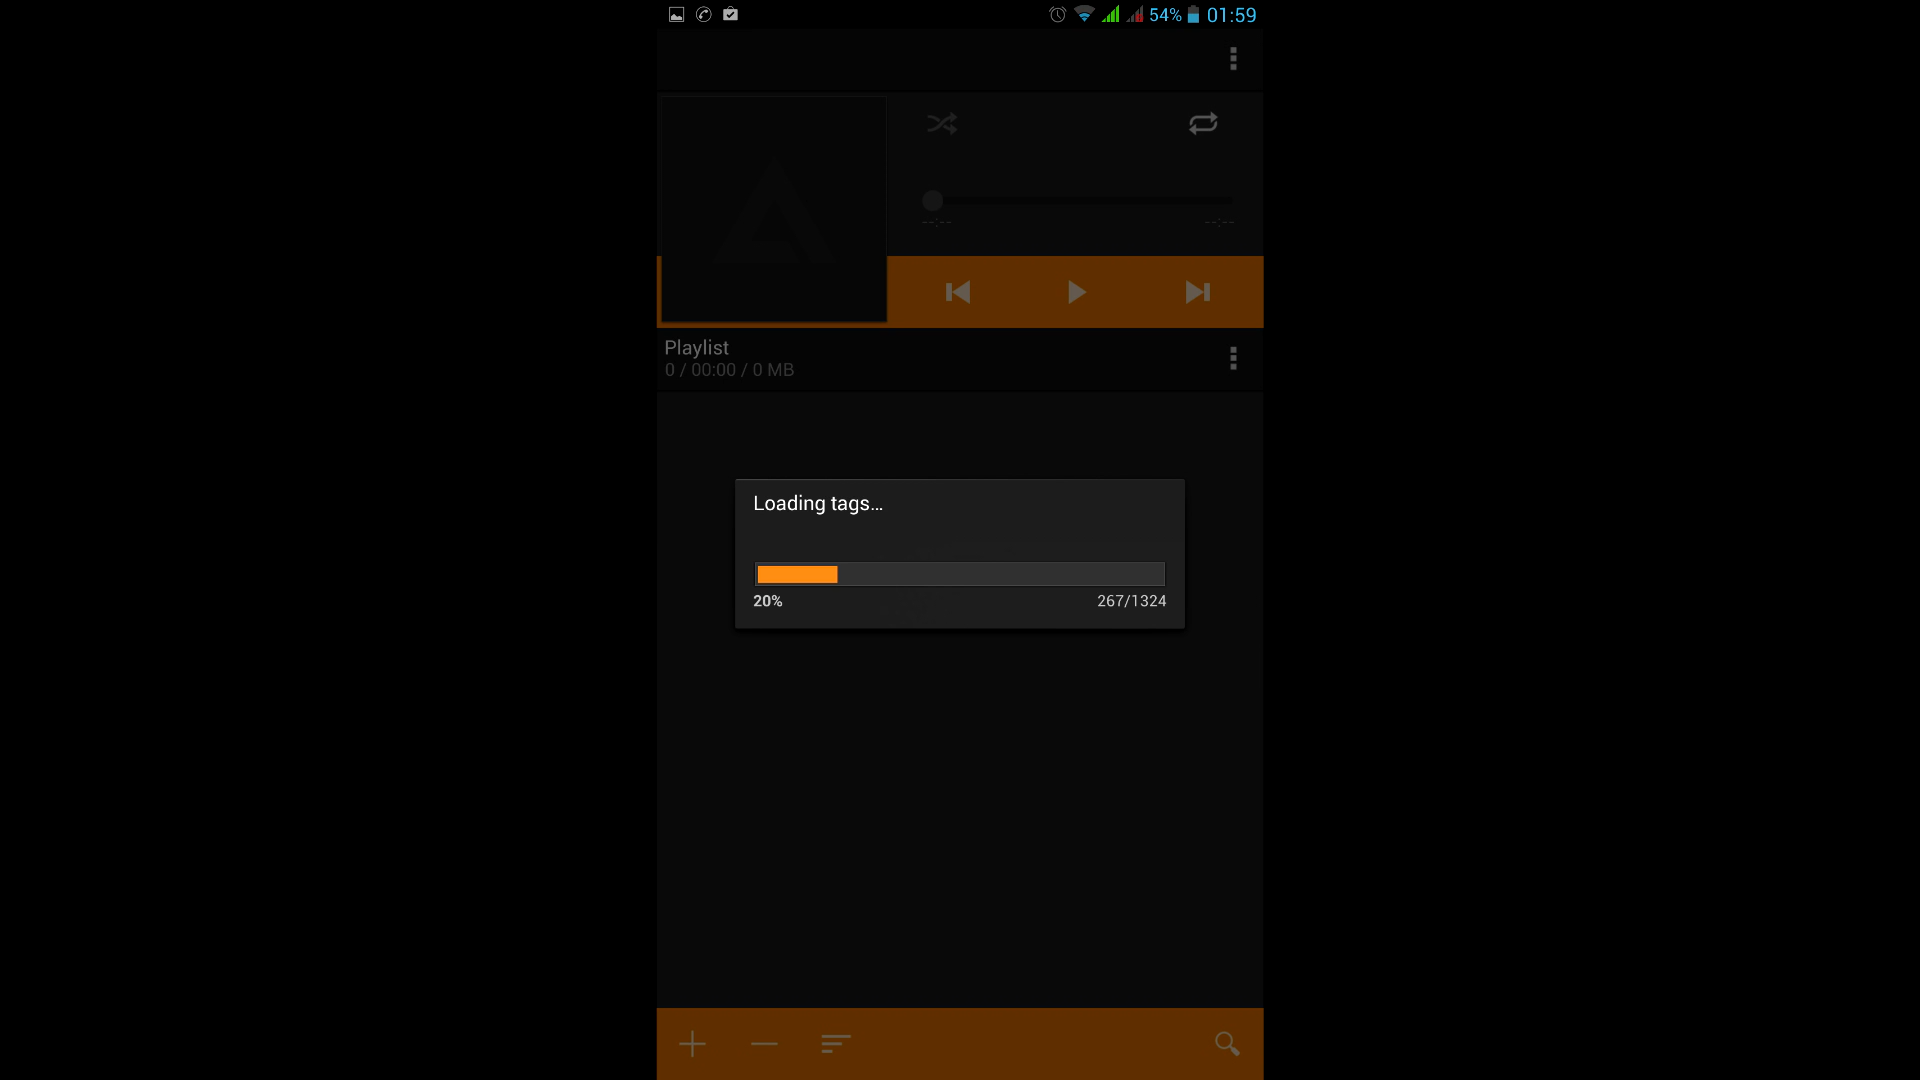 54% 01:59
--:-- --:--
Playlist
0 / 00:00 / 0 MB
Loading tags...
20% 267/1324